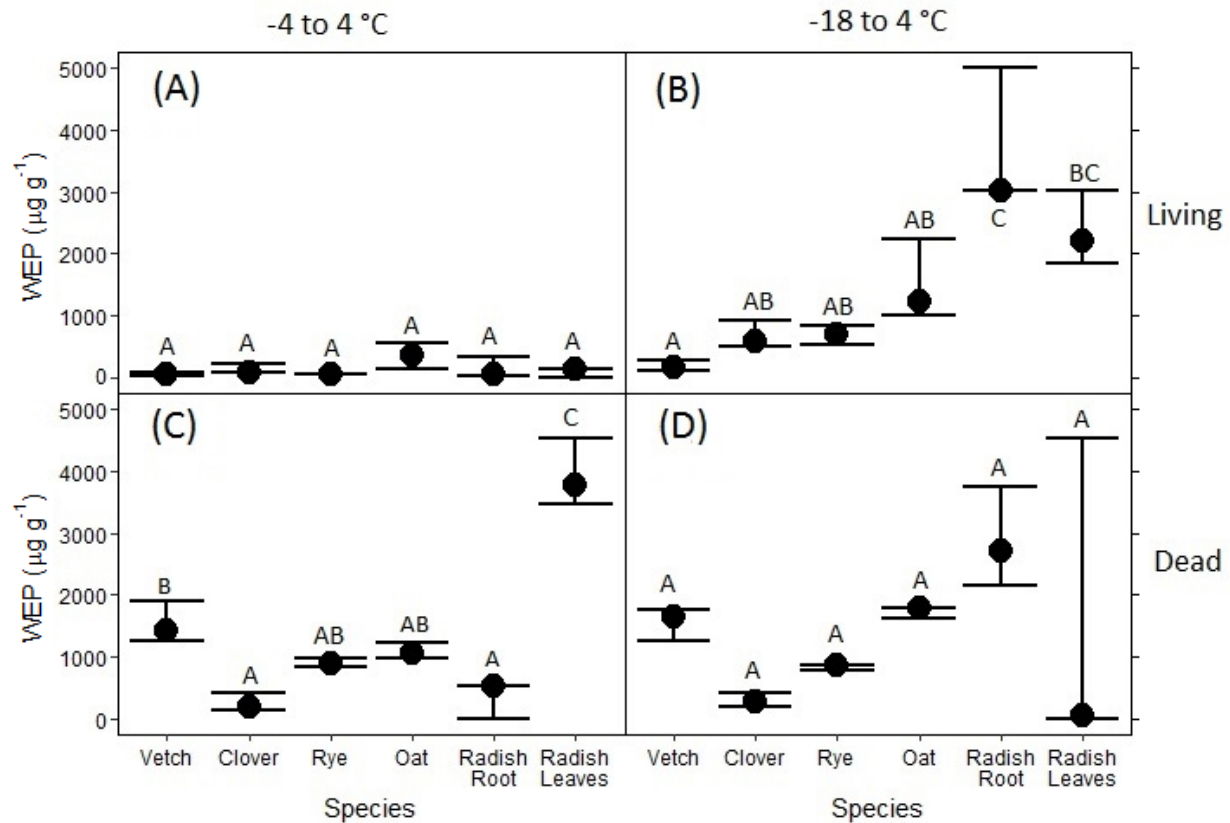 -4 to 4 °C
-18 to 4 °C
WEP (µg g⁻¹)
5000
4000
3000
2000
1000
0
(A)
A
A
A
A
A
A
(B)
A
AB
AB
AB
C
BC
Living
WEP (µg g⁻¹)
5000
4000
3000
2000
1000
0
(C)
B
A
AB
AB
A
C
(D)
A
A
A
A
A
A
Dead
Vetch
Clover
Rye
Oat
Radish
Root
Radish
Leaves
Vetch
Clover
Rye
Oat
Radish
Root
Radish
Leaves
Species
Species